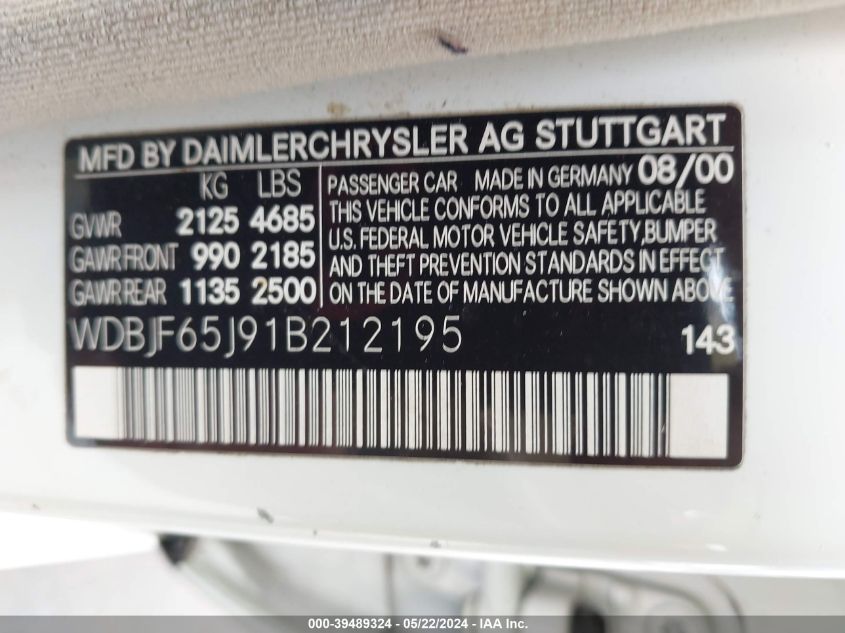 MFD BY DAIMLERCHRYSLER AG STUTTGART
KG LBS
GVWR 2125 4685
GAWR FRONT 990 2185
GAWR REAR 1135 2500
PASSENGER CAR MADE IN GERMANY 08/00
THIS VEHICLE CONFORMS TO ALL APPLICABLE
U.S. FEDERAL MOTOR VEHICLE SAFETY, BUMPER
AND THEFT PREVENTION STANDARDS IN EFFECT
ON THE DATE OF MANUFACTURE SHOWN ABOVE
WDBJF65J91B212195 143
000-39489324 | 05/22/2024 | IAA Inc.